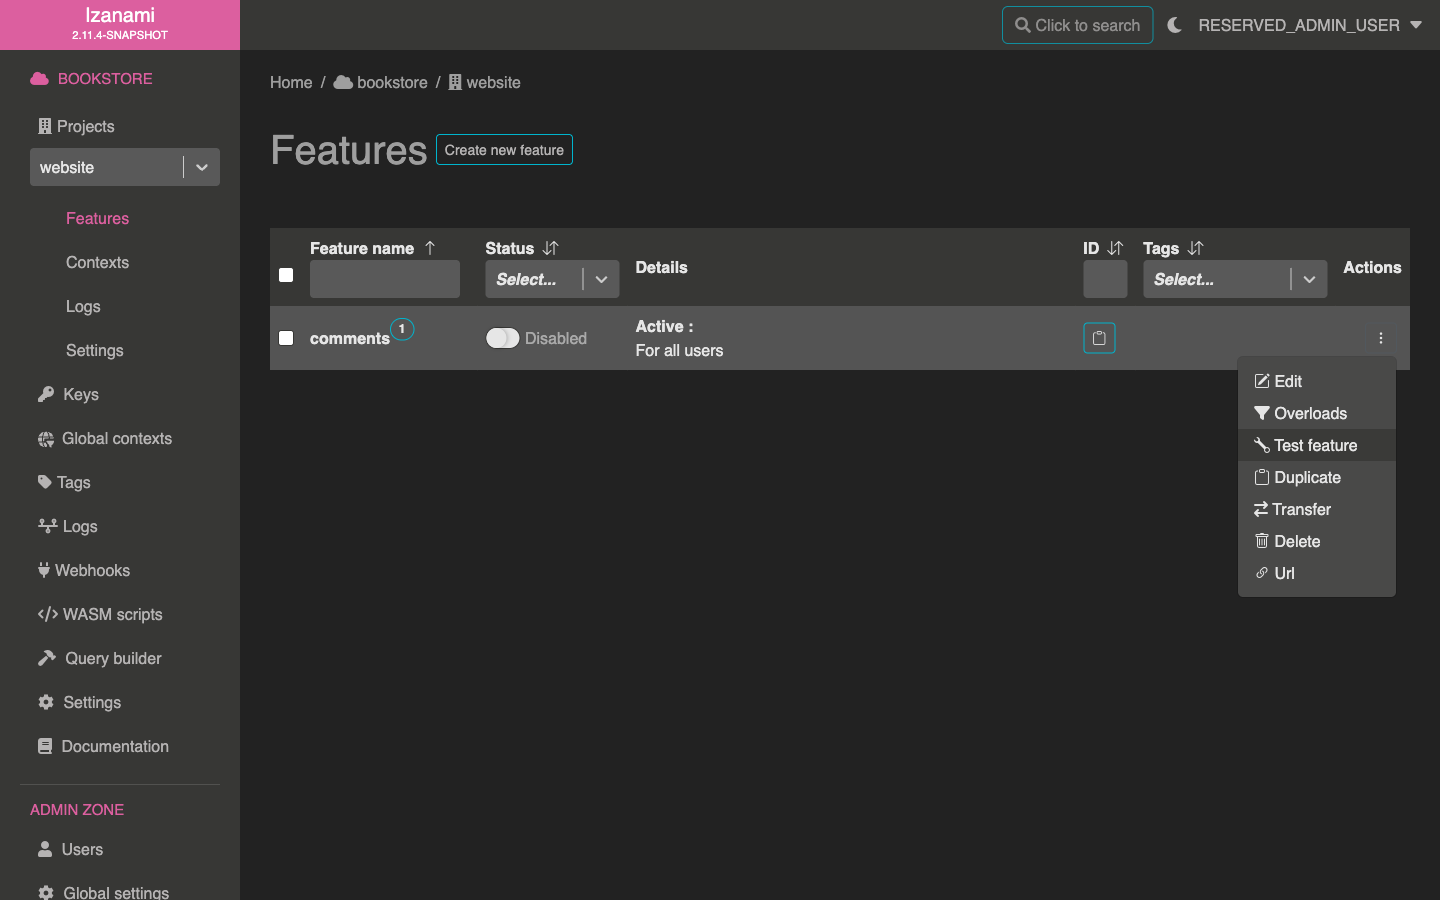 Izanami
2.11.4-SNAPSHOT
Click to search
RESERVED_ADMIN_USER
BOOKSTORE
Projects
website
Features
Contexts
Logs
Settings
Keys
Global contexts
Tags
Logs
Webhooks
WASM scripts
Query builder
Settings
Documentation
ADMIN ZONE
Users
Global settings
Home / bookstore / website
Features
Create new feature
Feature name
Status
Select...
Details
ID
Tags
Select...
Actions
comments 1
Disabled
Active :
For all users
Edit
Overloads
Test feature
Duplicate
Transfer
Delete
Url